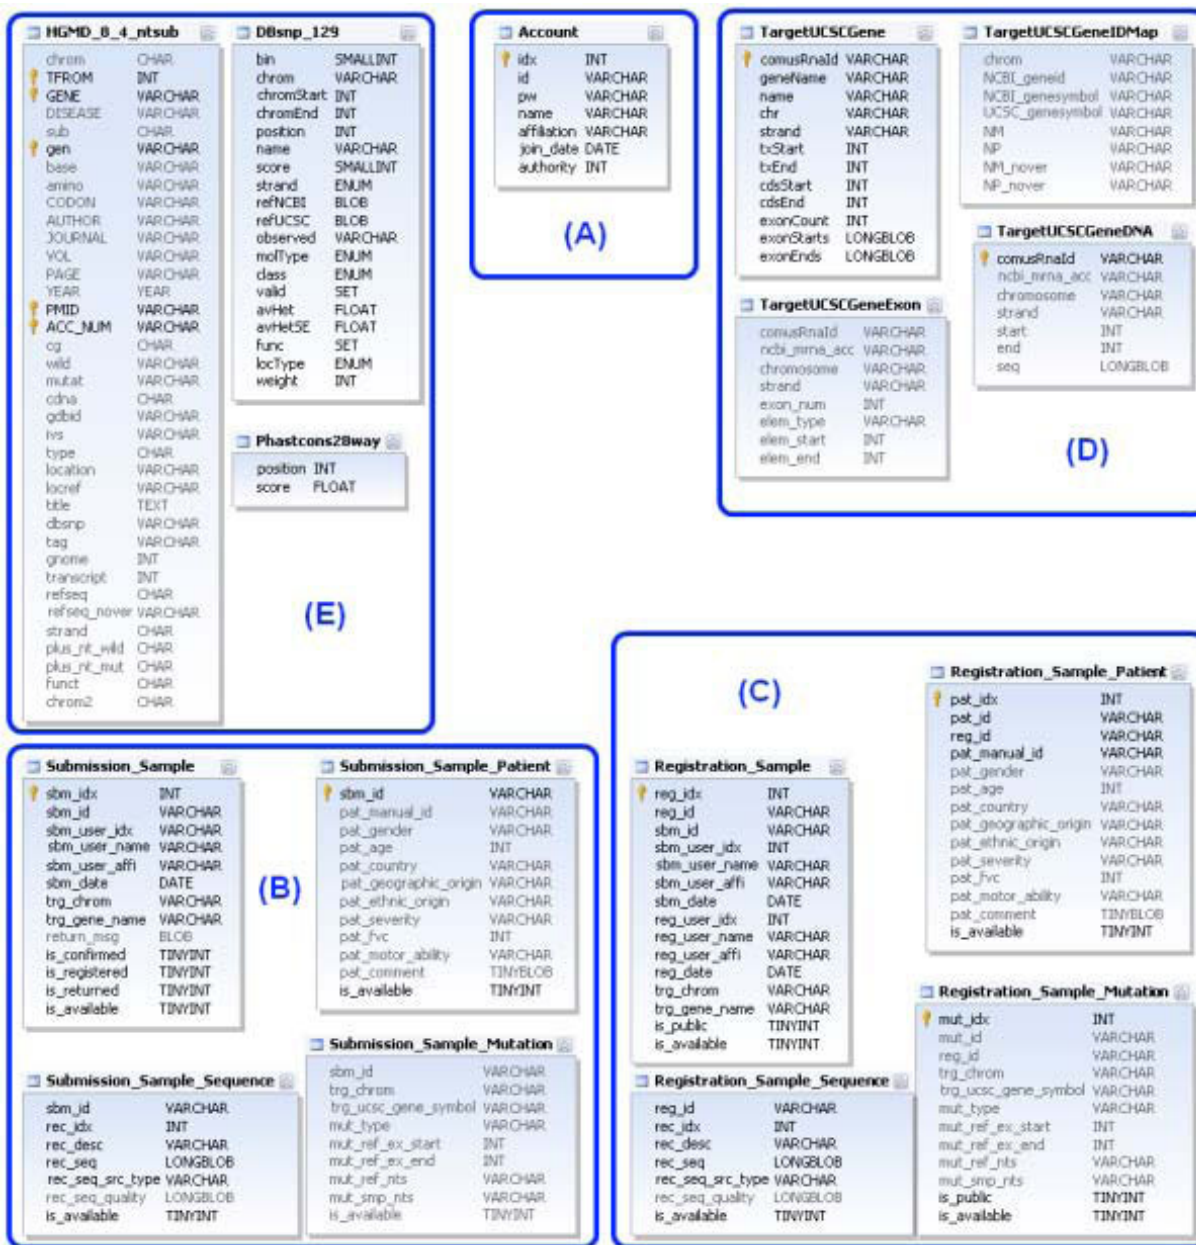 HGMD_8_4_ntsub
chrom CHAR
TFROM INT
GENE VARCHAR
DISEASE VARCHAR
sub CHAR
gen VARCHAR
base VARCHAR
amino VARCHAR
CODON VARCHAR
AUTHOR VARCHAR
JOURNAL VARCHAR
VOL VARCHAR
PAGE VARCHAR
YEAR YEAR
PMID VARCHAR
ACC_NUM VARCHAR
cg CHAR
wild VARCHAR
mutat VARCHAR
cdna CHAR
gdbid VARCHAR
ivs VARCHAR
type CHAR
location VARCHAR
locref VARCHAR
title TEXT
dbsnp VARCHAR
tag VARCHAR
gnome INT
transcript INT
refseq CHAR
refseq_nover VARCHAR
strand CHAR
plus_nt_wild CHAR
plus_nt_mut CHAR
funct CHAR
chrom2 CHAR
DBsnp_129
bin SMALLINT
chrom VARCHAR
chromStart INT
chromEnd INT
position INT
name VARCHAR
score SMALLINT
strand ENUM
refNCBI BLOB
refUCSC BLOB
observed VARCHAR
molType ENUM
class ENUM
valid SET
avHet FLOAT
avHetSE FLOAT
func SET
locType ENUM
weight INT
Phastcons28way
position INT
score FLOAT
(E)
Account
idx INT
id VARCHAR
pw VARCHAR
name VARCHAR
affiliation VARCHAR
join_date DATE
authority INT
(A)
TargetUCSCGene
comusRnaId VARCHAR
geneName VARCHAR
name VARCHAR
chr VARCHAR
strand VARCHAR
txStart INT
txEnd INT
cdsStart INT
cdsEnd INT
exonCount INT
exonStarts LONGBLOB
exonEnds LONGBLOB
TargetUCSCGeneIDMap
chrom VARCHAR
NCBI_geneid VARCHAR
NCBI_genesymbol VARCHAR
UCSC_genesymbol VARCHAR
NM VARCHAR
NP VARCHAR
NM_nover VARCHAR
NP_nover VARCHAR
TargetUCSCGeneExon
comusRnaId VARCHAR
ncbi_mrna_acc VARCHAR
chromosome VARCHAR
strand VARCHAR
exon_num INT
elem_type VARCHAR
elem_start INT
elem_end INT
TargetUCSCGeneDNA
comusRnaId VARCHAR
ncbi_mrna_acc VARCHAR
chromosome VARCHAR
strand VARCHAR
start INT
end INT
seq LONGBLOB
(D)
Submission_Sample
sbm_idx INT
sbm_id VARCHAR
sbm_user_idx VARCHAR
sbm_user_name VARCHAR
sbm_user_affi VARCHAR
sbm_date DATE
trg_chrom VARCHAR
trg_gene_name VARCHAR
return_msg BLOB
is_confirmed TINYINT
is_registered TINYINT
is_returned TINYINT
is_available TINYINT
(B)
Submission_Sample_Patient
sbm_id VARCHAR
pat_manual_id VARCHAR
pat_gender VARCHAR
pat_age INT
pat_country VARCHAR
pat_geographic_origin VARCHAR
pat_ethnic_origin VARCHAR
pat_severity VARCHAR
pat_fvc INT
pat_motor_ability VARCHAR
pat_comment TINYBLOB
is_available TINYINT
Submission_Sample_Sequence
sbm_id VARCHAR
rec_idx INT
rec_desc VARCHAR
rec_seq LONGBLOB
rec_seq_src_type VARCHAR
rec_seq_quality LONGBLOB
is_available TINYINT
Submission_Sample_Mutation
sbm_id VARCHAR
trg_chrom VARCHAR
trg_ucsc_gene_symbol VARCHAR
mut_type VARCHAR
mut_ref_ex_start INT
mut_ref_ex_end INT
mut_ref_nts VARCHAR
mut_smp_nts VARCHAR
is_available TINYINT
(C)
Registration_Sample
reg_idx INT
reg_id VARCHAR
sbm_id VARCHAR
sbm_user_idx INT
sbm_user_name VARCHAR
sbm_user_affi VARCHAR
sbm_date DATE
reg_user_idx INT
reg_user_name VARCHAR
reg_user_affi VARCHAR
reg_date DATE
trg_chrom VARCHAR
trg_gene_name VARCHAR
is_public TINYINT
is_available TINYINT
Registration_Sample_Patient
pat_idx INT
pat_id VARCHAR
reg_id VARCHAR
pat_manual_id VARCHAR
pat_gender VARCHAR
pat_age INT
pat_country VARCHAR
pat_geographic_origin VARCHAR
pat_ethnic_origin VARCHAR
pat_severity VARCHAR
pat_fvc INT
pat_motor_ability VARCHAR
pat_comment TINYBLOB
is_available TINYINT
Registration_Sample_Sequence
reg_id VARCHAR
rec_idx INT
rec_desc VARCHAR
rec_seq LONGBLOB
rec_seq_src_type VARCHAR
rec_seq_quality LONGBLOB
is_available TINYINT
Registration_Sample_Mutation
mut_idx INT
mut_id VARCHAR
reg_id VARCHAR
trg_chrom VARCHAR
trg_ucsc_gene_symbol VARCHAR
mut_type VARCHAR
mut_ref_ex_start INT
mut_ref_ex_end INT
mut_ref_nts VARCHAR
mut_smp_nts VARCHAR
is_public TINYINT
is_available TINYINT